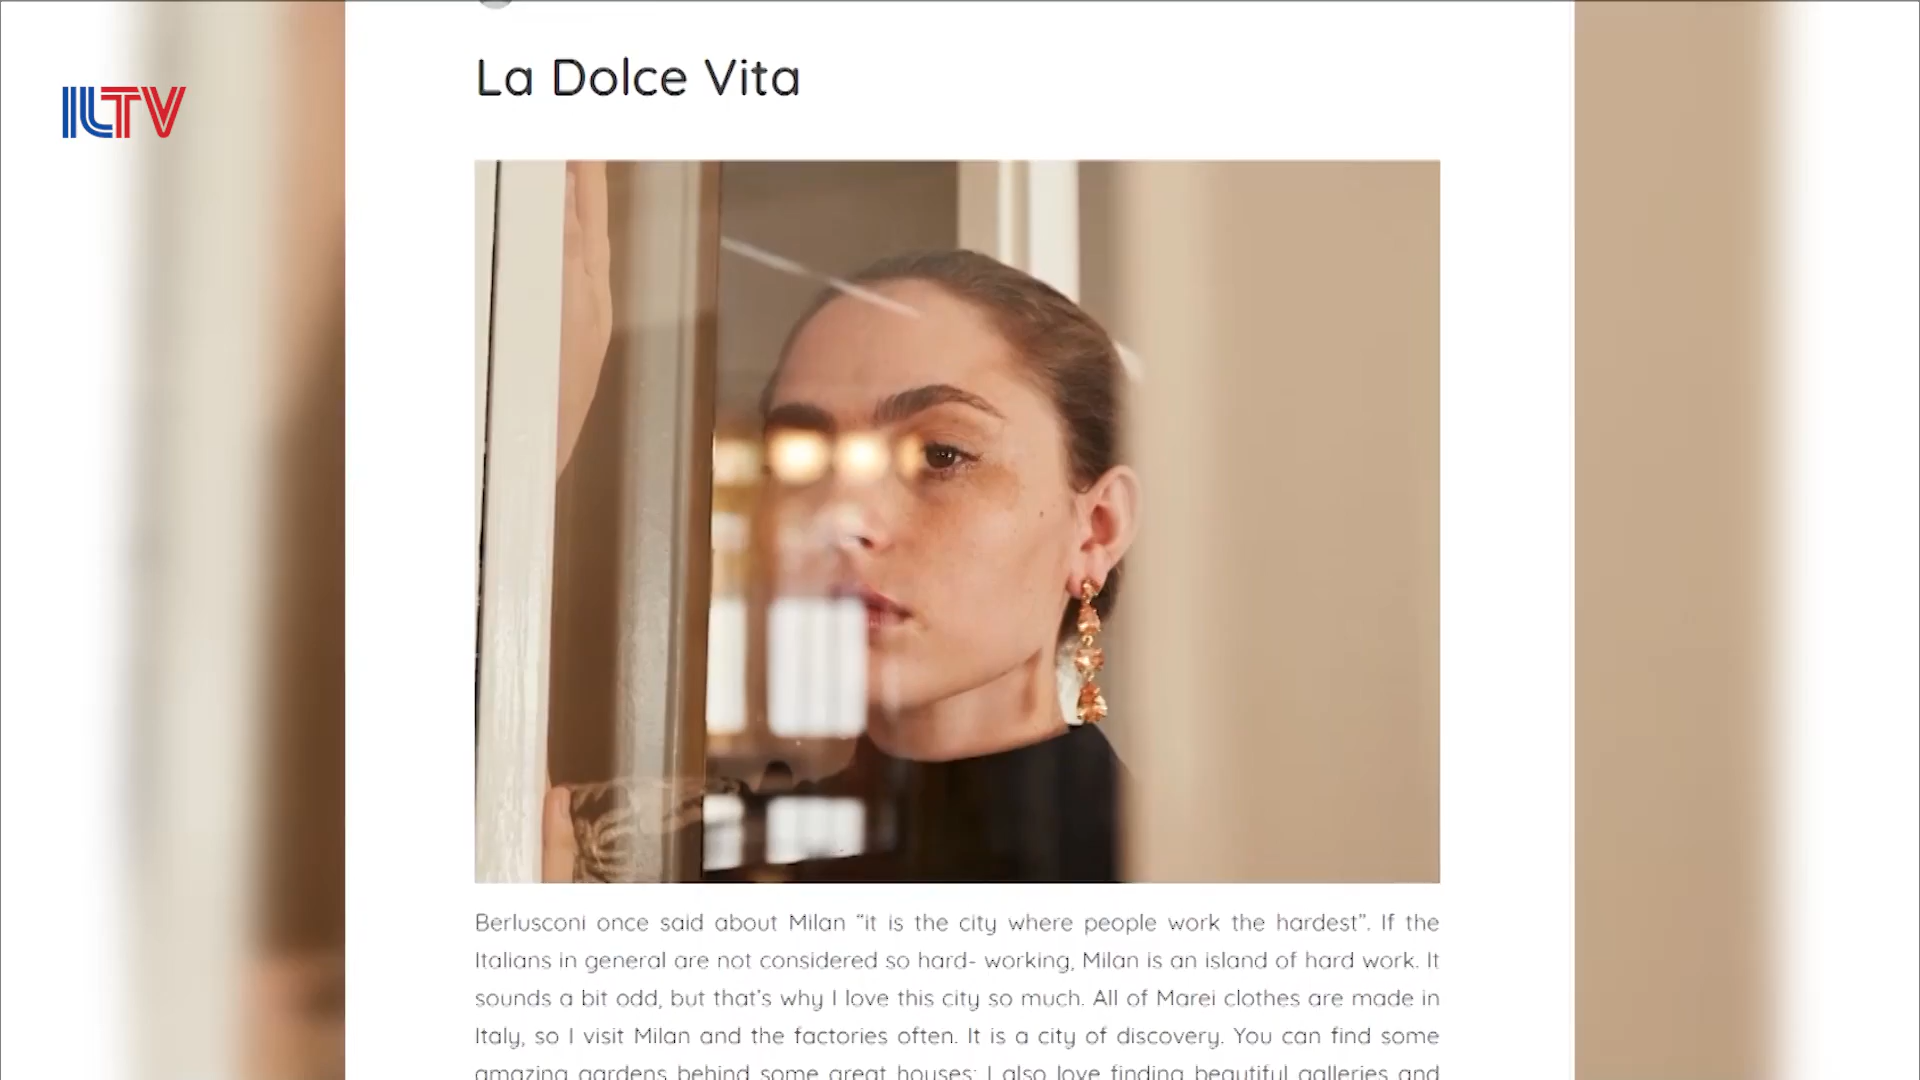 ILTV
La Dolce Vita
Berlusconi once said about Milan “it is the city where people work the hardest”. If the
Italians in general are not considered so hard- working, Milan is an island of hard work. It
sounds a bit odd, but that’s why I love this city so much. All of Marei clothes are made in
Italy, so I visit Milan and the factories often. It is a city of discovery. You can find some
amazing gardens behind some great houses; I also love finding beautiful galleries and